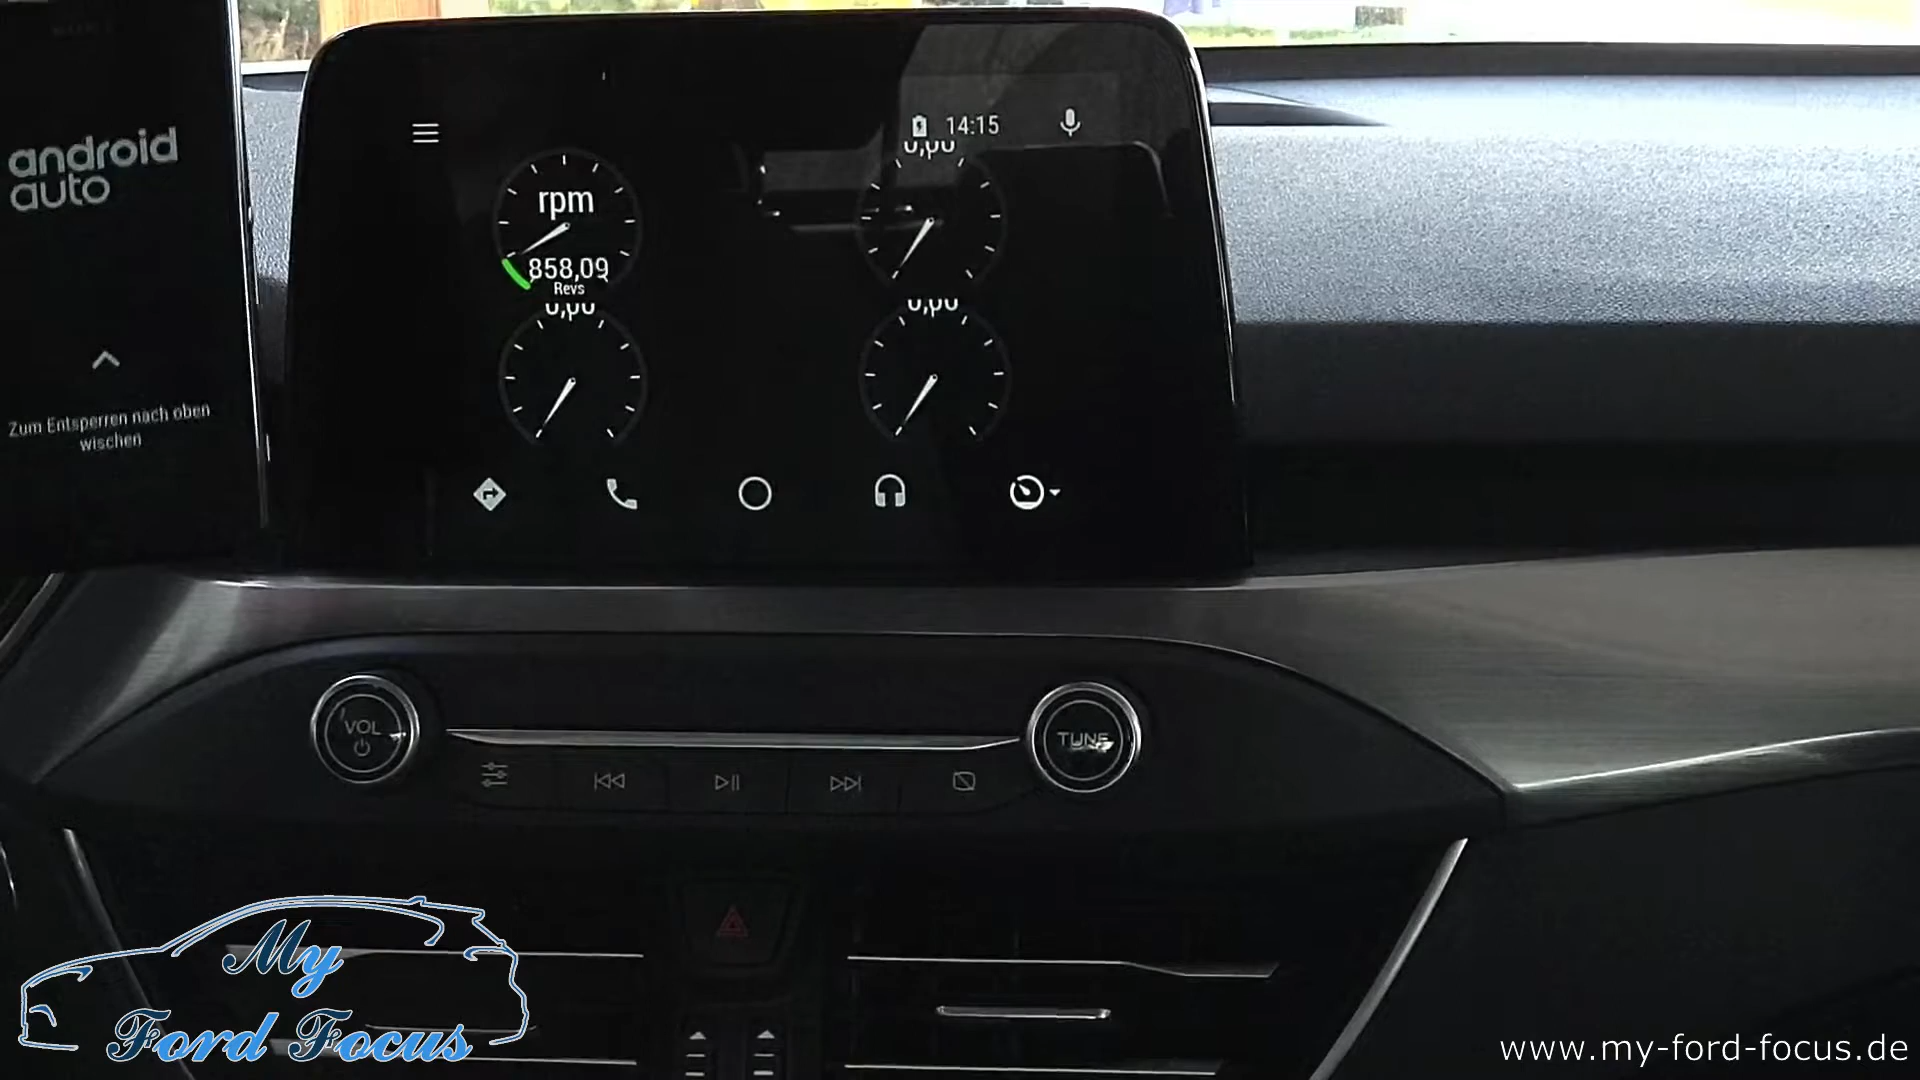 android
auto
Zum Entsperren nach oben
wischen
14:15
rpm
858,09
Revs
VOL
TUNE
My
Ford Focus
www.my-ford-focus.de